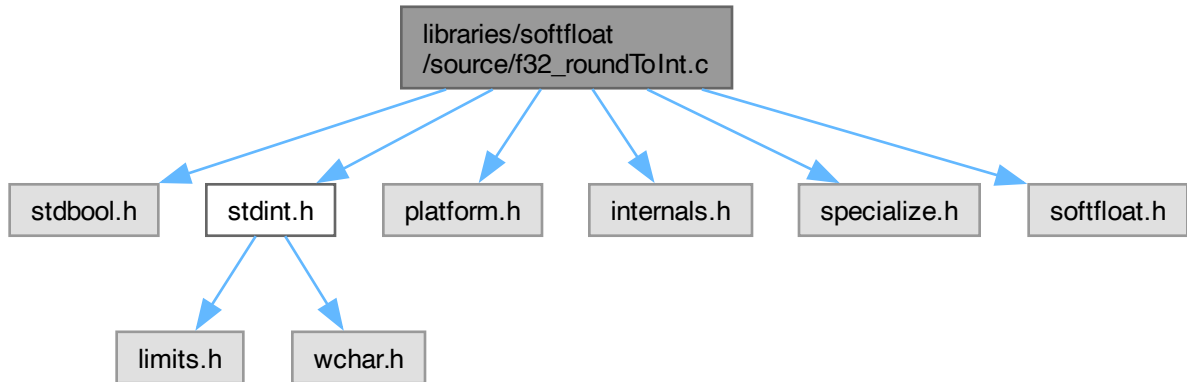 libraries/softfloat
/source/f32_roundToInt.c
stdbool.h
stdint.h
platform.h
internals.h
specialize.h
softfloat.h
limits.h
wchar.h